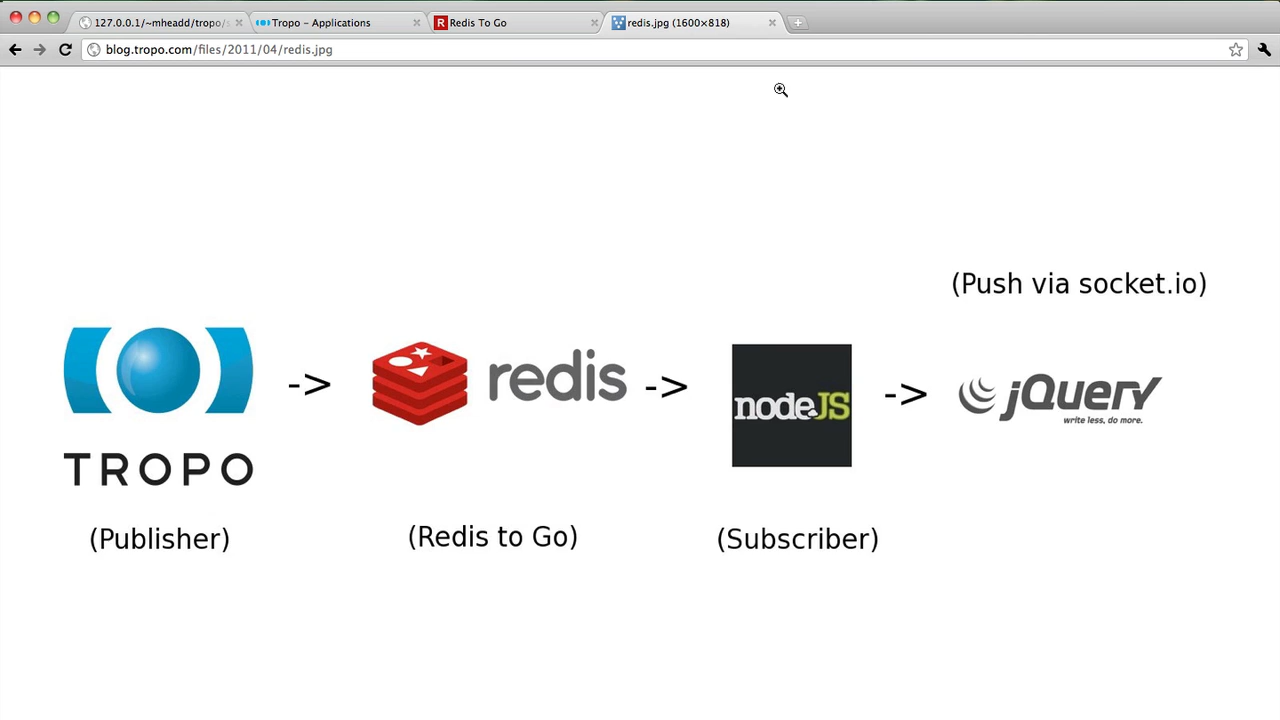 127.0.0.1/~mheadd/tropo/
Tropo - Applications
Redis To Go
redis.jpg (1600×818)
blog.tropo.com/files/2011/04/redis.jpg
(Push via socket.io)
->
redis
->
nodeJS
->
jQuery
write less, do more.
TROPO
(Publisher)
(Redis to Go)
(Subscriber)